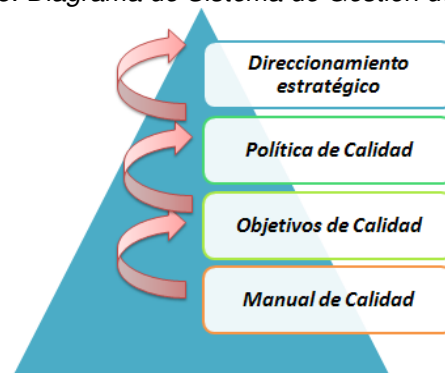 Diagrama de Sistema de Gestión
Direccionamiento
estratégico
Política de Calidad
Objetivos de Calidad
Manual de Calidad